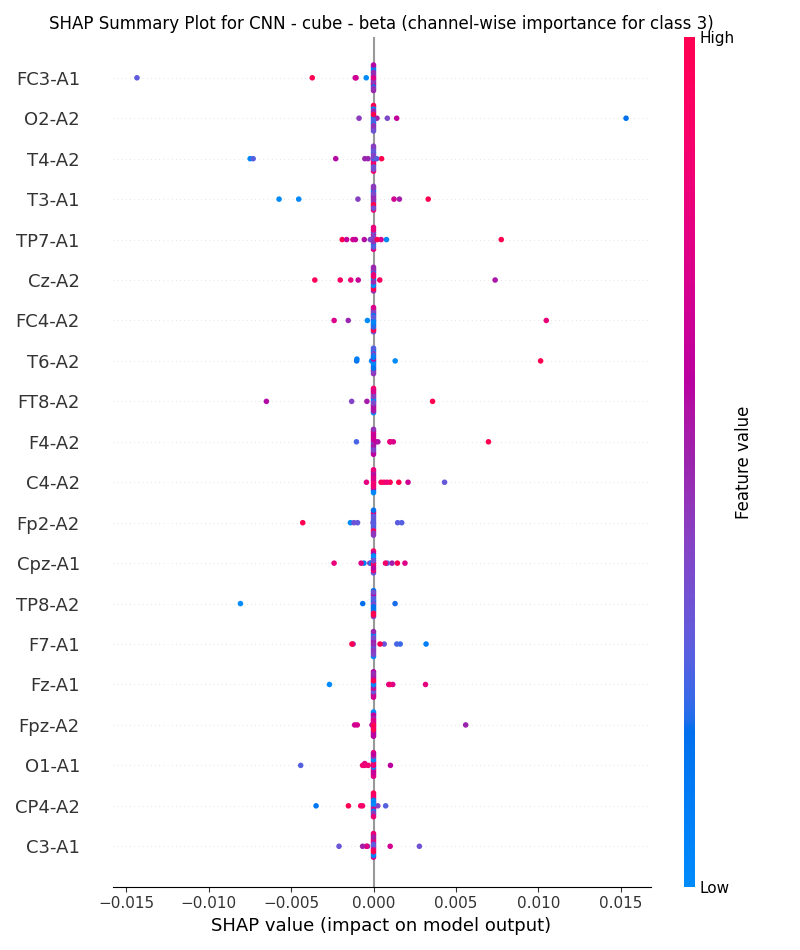 SHAP Summary Plot for CNN - cube - beta (channel-wise importance for class 3)
High
FC3-A1
O2-A2
T4-A2
T3-A1
TP7-A1
Cz-A2
FC4-A2
T6-A2
FT8-A2
F4-A2
C4-A2
Fp2-A2
Cpz-A1
TP8-A2
F7-A1
Fz-A1
Fpz-A2
O1-A1
CP4-A2
C3-A1
Feature value
Low
−0.015 −0.010 −0.005 0.000 0.005 0.010 0.015
SHAP value (impact on model output)